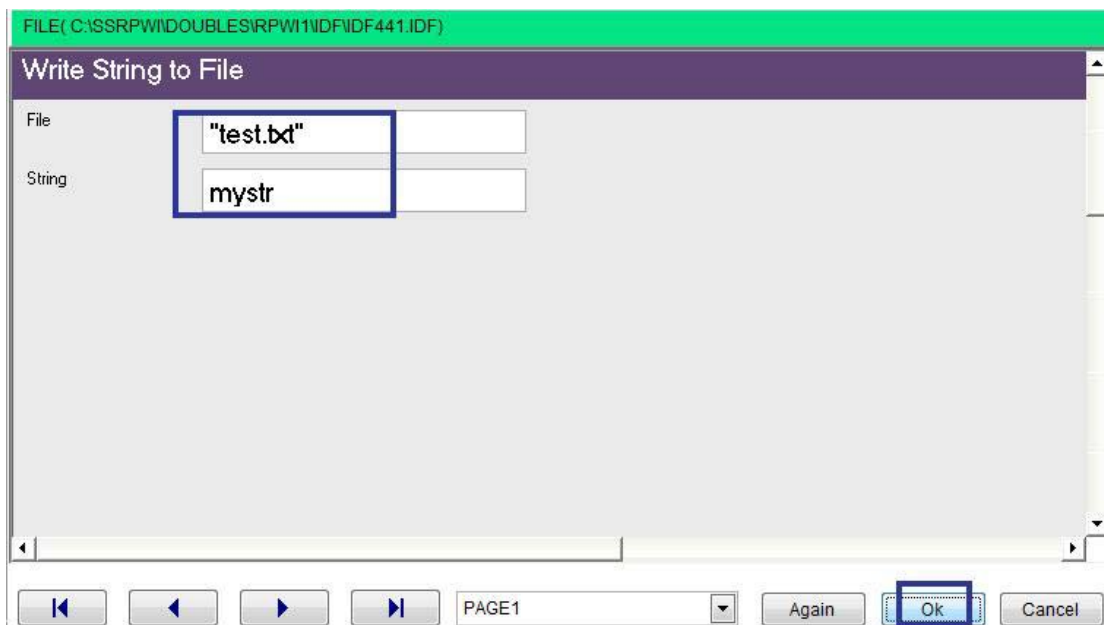 FILE( C:\SSRPWI\DOUBLES\RPWI1\IDF\IDF441.IDF)
Write String to File
File
"test.txt"
String
mystr
PAGE1
Again
Ok
Cancel